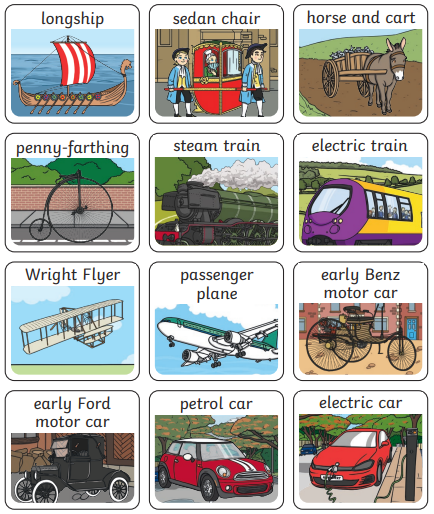 longship
sedan chair
horse and cart
penny-farthing
steam train
electric train
Wright Flyer
passenger
plane
early Benz
motor car
early Ford
motor car
petrol car
electric car